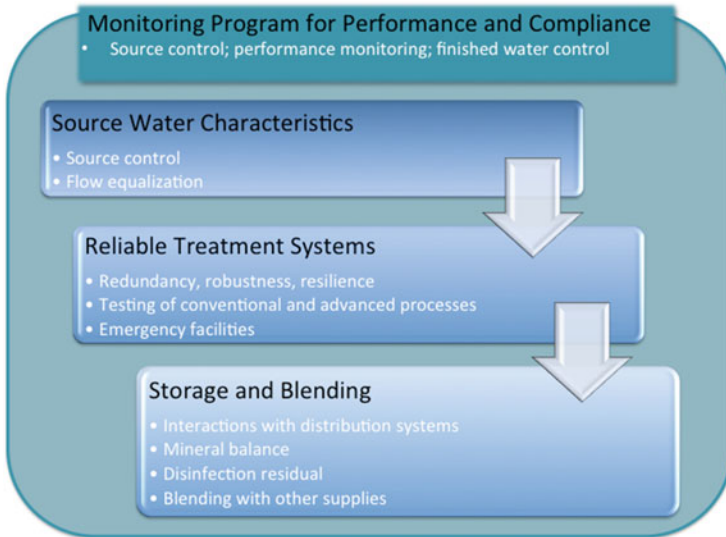 Monitoring Program for Performance and Compliance
• Source control; performance monitoring; finished water control
Source Water Characteristics
• Source control
• Flow equalization
Reliable Treatment Systems
• Redundancy, robustness, resilience
• Testing of conventional and advanced processes
• Emergency facilities
Storage and Blending
• Interactions with distribution systems
• Mineral balance
• Disinfection residual
• Blending with other supplies